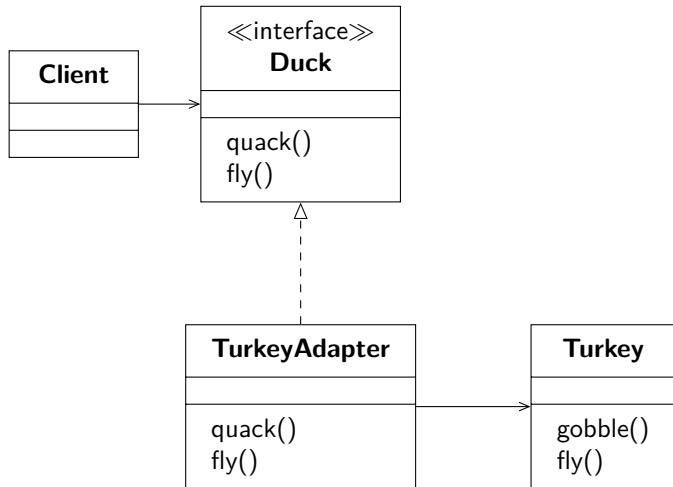 Client
≪interface≫
Duck
quack()
fly()
TurkeyAdapter
quack()
fly()
Turkey
gobble()
fly()